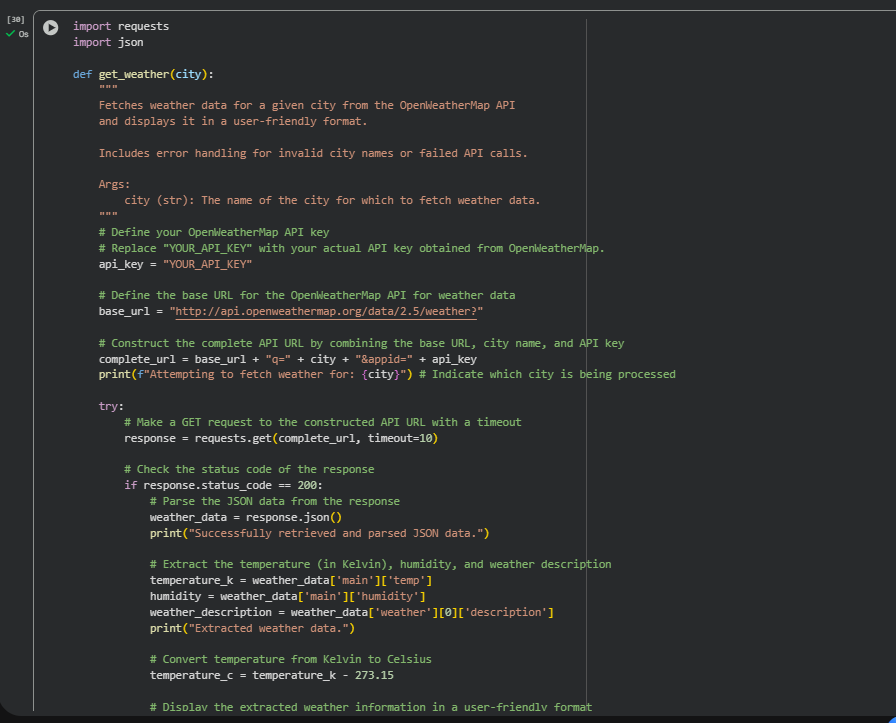 [30]
0s
import requests
import json
def get_weather(city):
"""
Fetches weather data for a given city from the OpenWeatherMap API
and displays it in a user-friendly format.
Includes error handling for invalid city names or failed API calls.
Args:
city (str): The name of the city for which to fetch weather data.
"""
# Define your OpenWeatherMap API key
# Replace "YOUR_API_KEY" with your actual API key obtained from OpenWeatherMap.
api_key = "YOUR_API_KEY"
# Define the base URL for the OpenWeatherMap API for weather data
base_url = "http://api.openweathermap.org/data/2.5/weather?"
# Construct the complete API URL by combining the base URL, city name, and API key
complete_url = base_url + "q=" + city + "&appid=" + api_key
print(f"Attempting to fetch weather for: {city}") # Indicate which city is being processed
try:
# Make a GET request to the constructed API URL with a timeout
response = requests.get(complete_url, timeout=10)
# Check the status code of the response
if response.status_code == 200:
# Parse the JSON data from the response
weather_data = response.json()
print("Successfully retrieved and parsed JSON data.")
# Extract the temperature (in Kelvin), humidity, and weather description
temperature_k = weather_data['main']['temp']
humidity = weather_data['main']['humidity']
weather_description = weather_data['weather'][0]['description']
print("Extracted weather data.")
# Convert temperature from Kelvin to Celsius
temperature_c = temperature_k - 273.15
# Display the extracted weather information in a user-friendly format